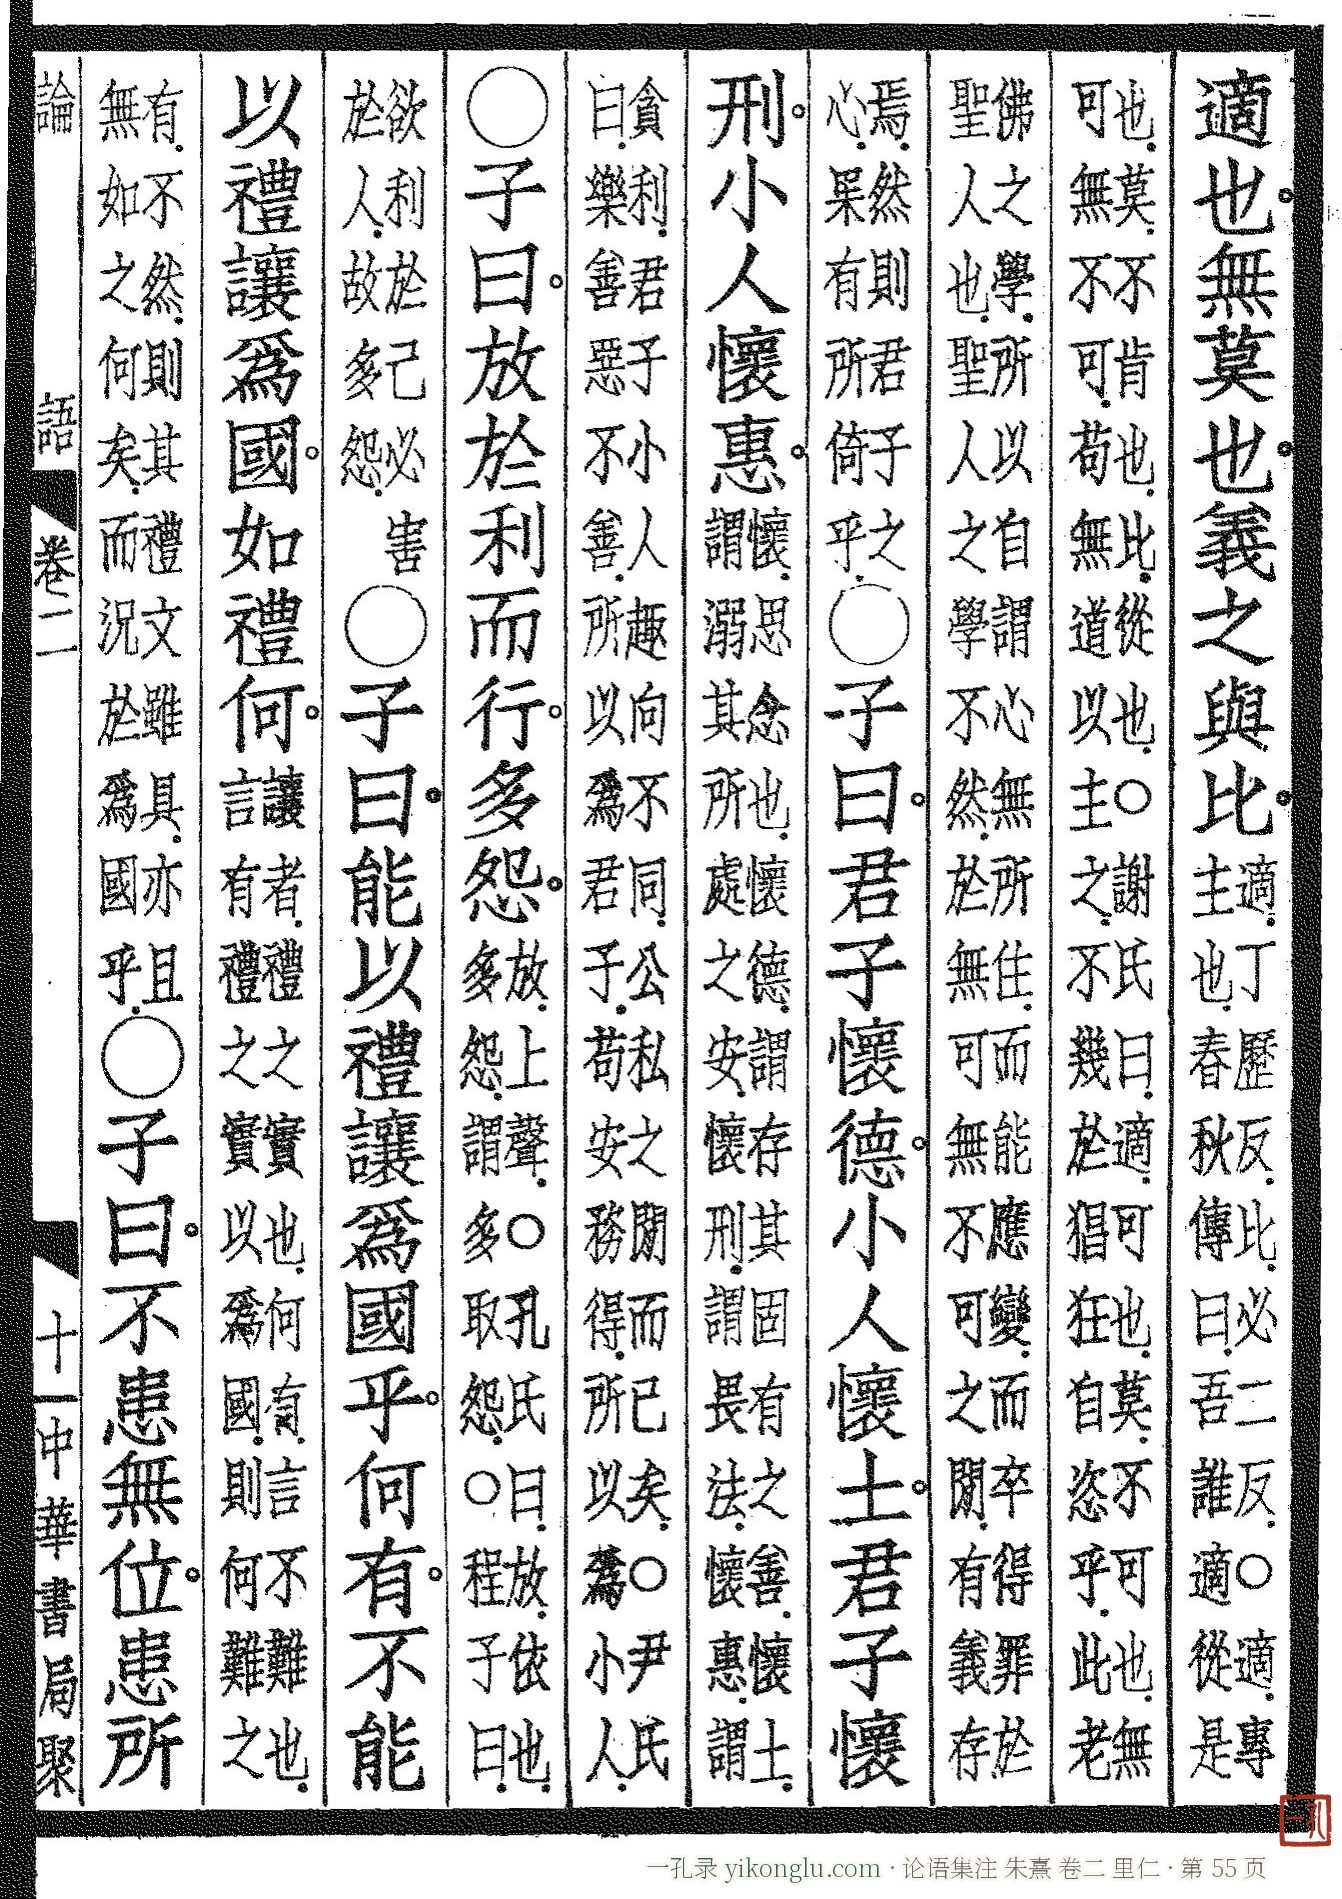 適也無莫也義之與比適丁歷反比必二反○適專主也春秋傳曰吾誰適從是
也莫不肯也比從也○謝氏曰適可也莫不可也無可無不可苟無道以主之不幾於猖狂自恣乎此老
佛之學所以自謂心無所住而能應變而卒得罪於聖人也聖人之學不然於無可無不可之閒有義存
焉然則君子之心果有所倚乎○子曰君子懷德小人懷土君子懷
刑小人懷惠懷思念也懷德謂存其固有之善懷土謂溺其所處之安懷刑謂畏法懷惠謂
貪利君子小人趣向不同公私之閒而已矣○尹氏曰樂善惡不善所以爲君子苟安務得所以爲小人
○子曰放於利而行多怨放上聲○孔氏曰放依也多怨謂多取怨○程子曰
欲利於己必害於人故多怨○子曰能以禮讓爲國乎何有不能
以禮讓爲國如禮何讓者禮之實也何有言不難也言有禮之實以爲國則何難之
有不然則其禮文雖具亦且無如之何矣而況於爲國乎○子曰不患無位患所
論語 卷二 十一 中華書局聚
一孔
一孔录 yikonglu.com · 论语集注 朱熹 卷二 里仁 · 第 55 页